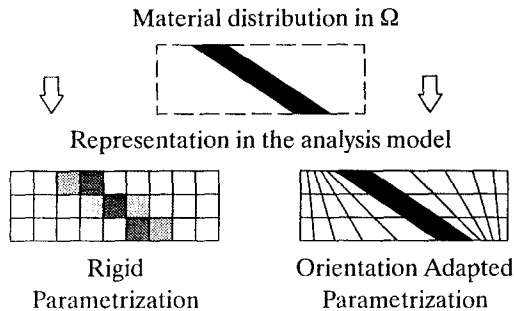 Material distribution in Ω
Representation in the analysis model
Rigid
Parametrization
Orientation Adapted
Parametrization